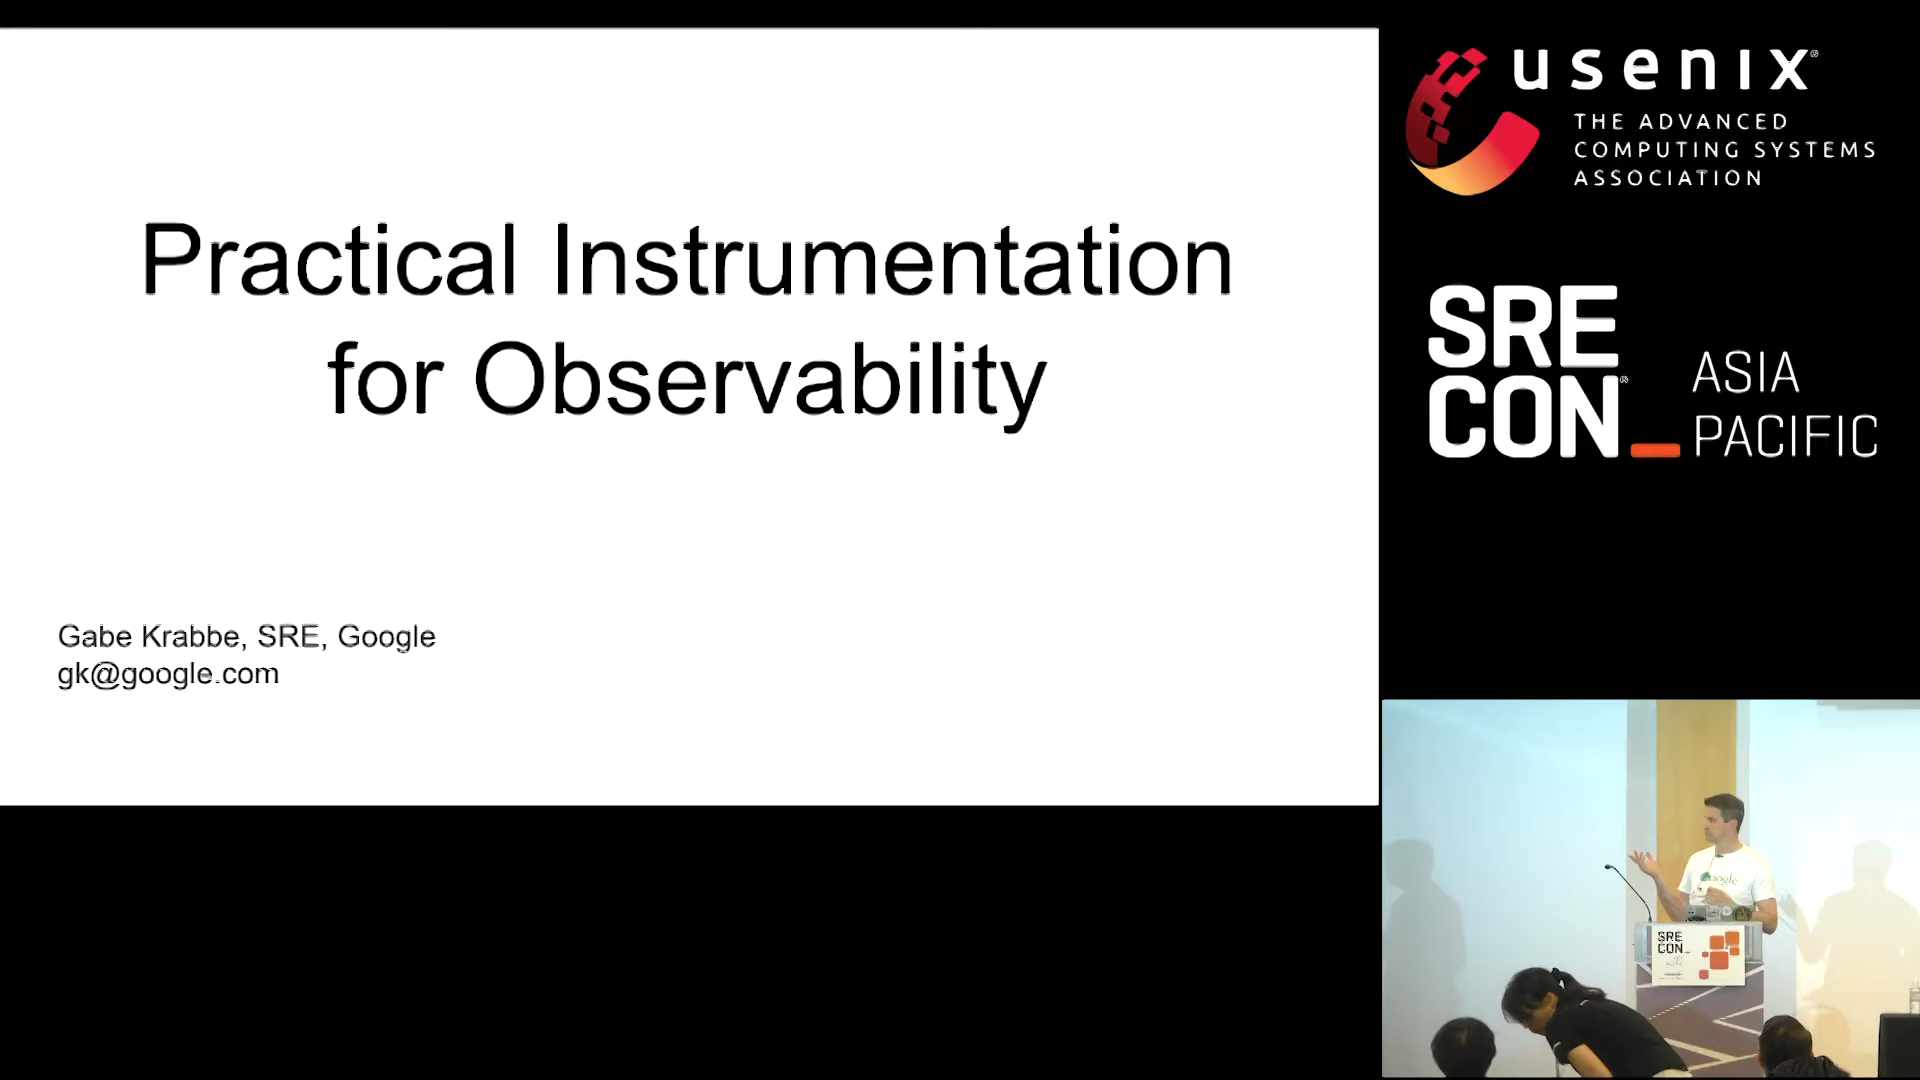 Practical Instrumentation
for Observability
Gabe Krabbe, SRE, Google
gk@google.com
usenix®
THE ADVANCED
COMPUTING SYSTEMS
ASSOCIATION
SRE
CON®
ASIA
PACIFIC
Google
SRE
CON